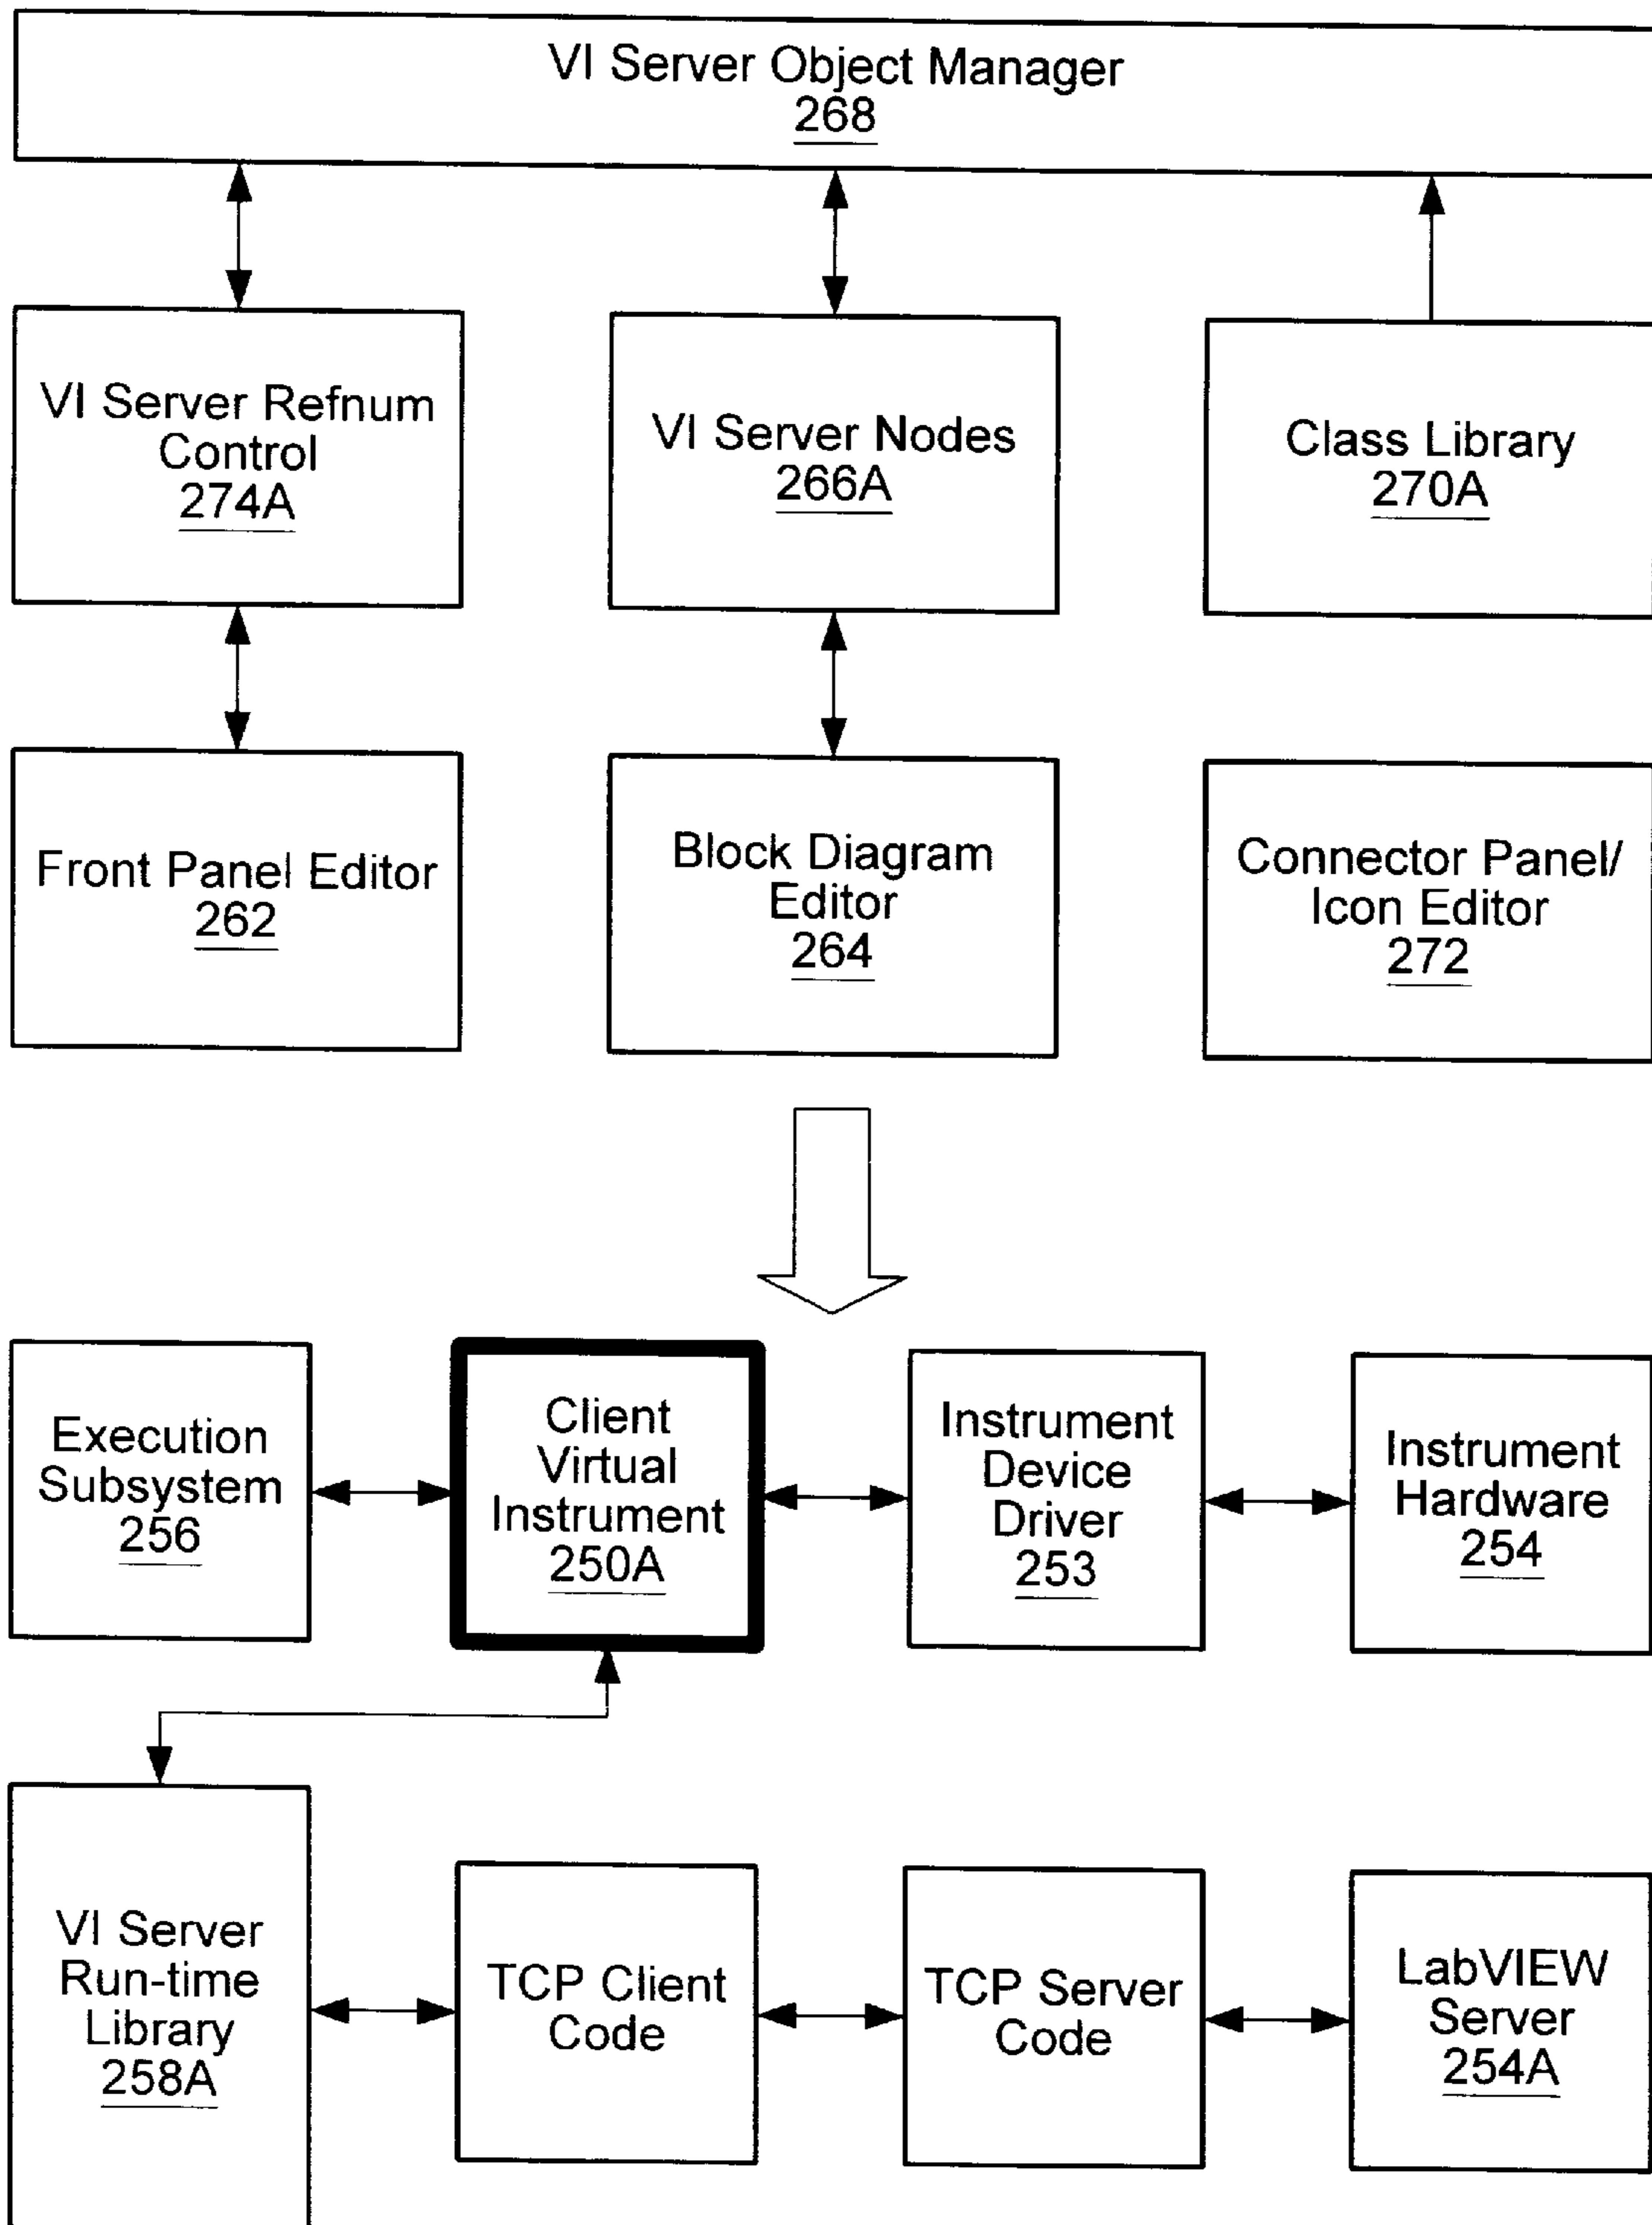 VI Server Object Manager
268
VI Server Refnum
Control
274A
VI Server Nodes
266A
Class Library
270A
Front Panel Editor
262
Block Diagram
Editor
264
Connector Panel/
Icon Editor
272
Execution
Subsystem
256
Client
Virtual
Instrument
250A
Instrument
Device
Driver
253
Instrument
Hardware
254
VI Server
Run-time
Library
258A
TCP Client
Code
TCP Server
Code
LabVIEW
Server
254A